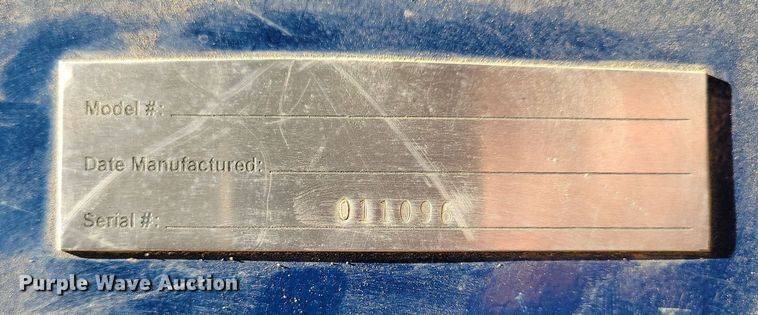 Model #:
Date Manufactured:
Serial #: 011096
Purple Wave Auction